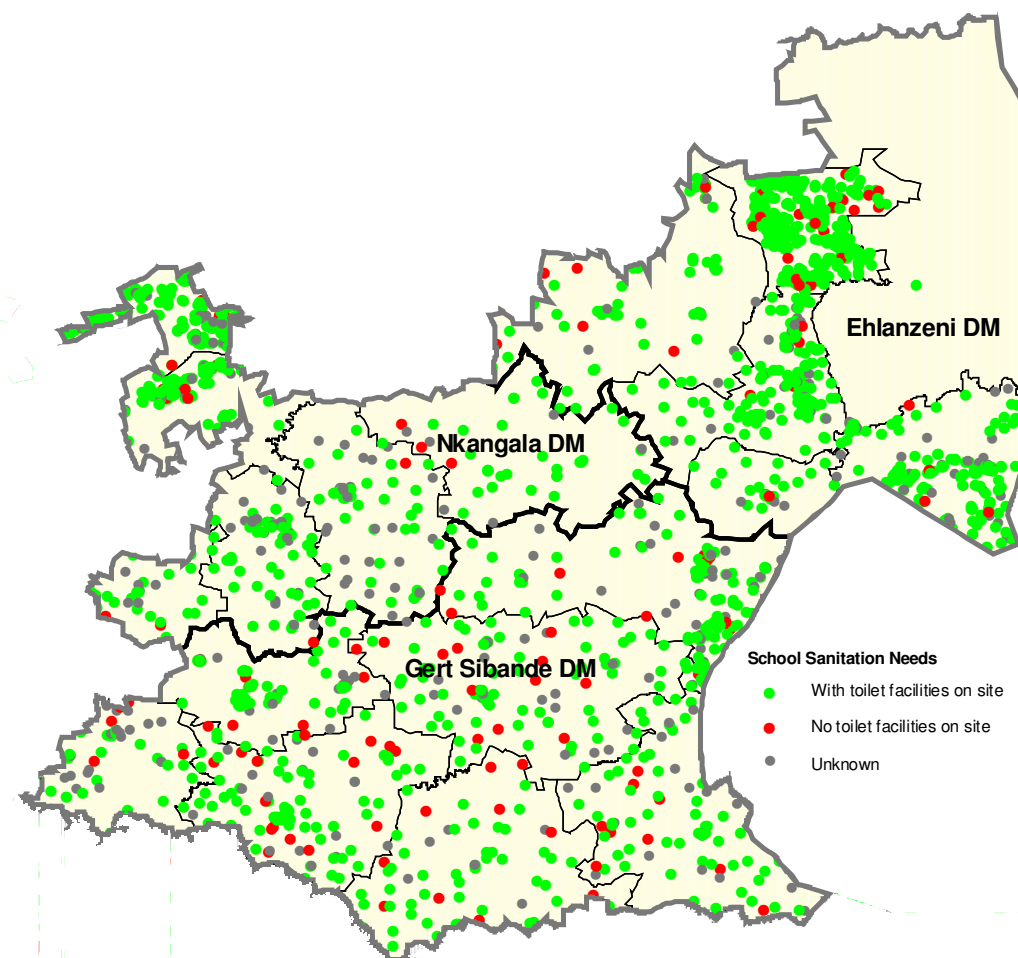 Ehlanzeni DM
Nkangala DM
Gert Sibande DM
School Sanitation Needs
With toilet facilities on site
No toilet facilities on site
Unknown